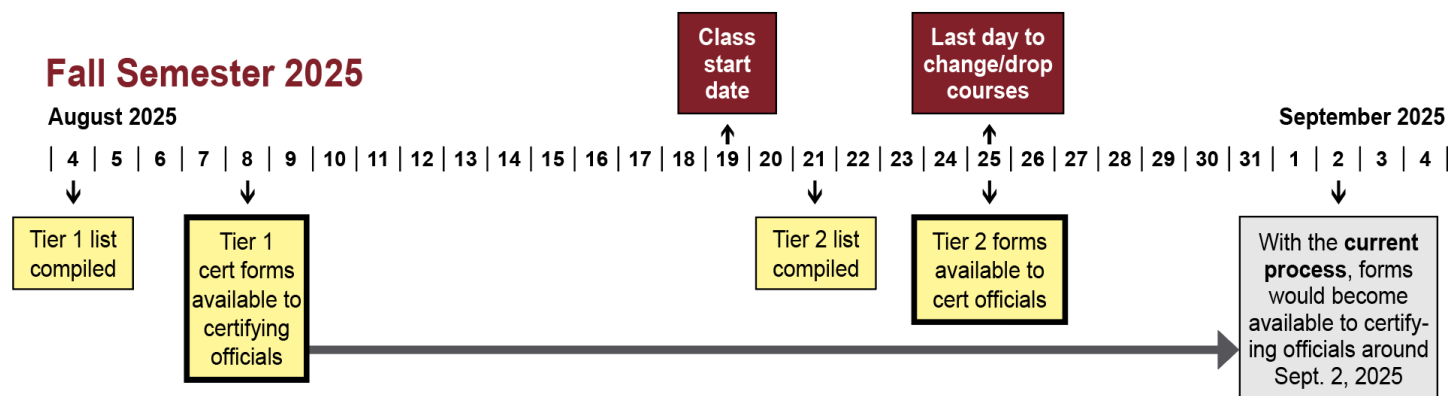 Class
start
date
Last day to
change/drop
courses
Fall Semester 2025
August 2025
September 2025
| 4 | 5 | 6 | 7 | 8 | 9 | 10 | 11 | 12 | 13 | 14 | 15 | 16 | 17 | 18 | 19 | 20 | 21 | 22 | 23 | 24 | 25 | 26 | 27 | 28 | 29 | 30 | 31 | 1 | 2 | 3 | 4 |
Tier 1 list
compiled
Tier 1
cert forms
available to
certifying
officials
Tier 2 list
compiled
Tier 2 forms
available to
cert officials
With the current
process, forms
would become
available to certify-
ing officials around
Sept. 2, 2025